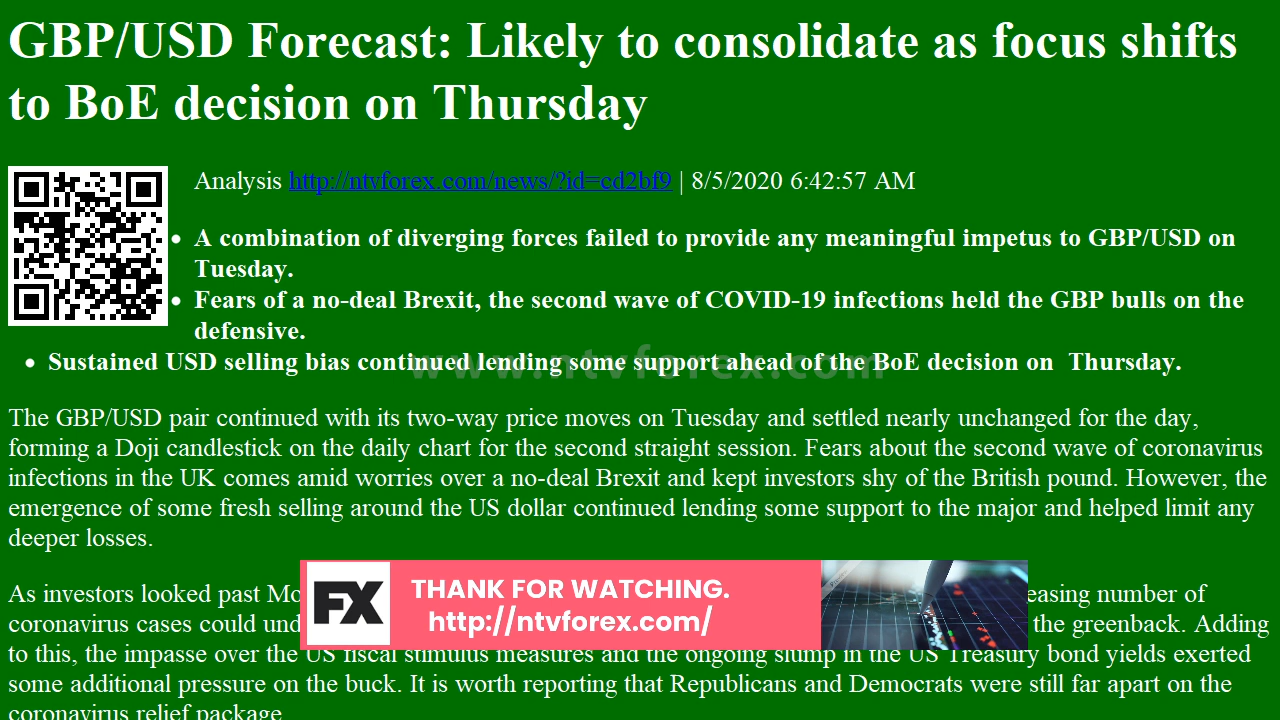 GBP/USD Forecast: Likely to consolidate as focus shifts
to BoE decision on Thursday
Analysis http://ntvforex.com/news/?id=cd2bf9 | 8/5/2020 6:42:57 AM
• A combination of diverging forces failed to provide any meaningful impetus to GBP/USD on
Tuesday.
• Fears of a no-deal Brexit, the second wave of COVID-19 infections held the GBP bulls on the
defensive.
• Sustained USD selling bias continued lending some support ahead of the BoE decision on  Thursday.
www.ntvforex.com
The GBP/USD pair continued with its two-way price moves on Tuesday and settled nearly unchanged for the day,
forming a Doji candlestick on the daily chart for the second straight session. Fears about the second wave of coronavirus
infections in the UK comes amid worries over a no-deal Brexit and kept investors shy of the British pound. However, the
emergence of some fresh selling around the US dollar continued lending some support to the major and helped limit any
deeper losses.
FX
THANK FOR WATCHING.
http://ntvforex.com/
As investors looked past easing number of
coronavirus cases could the greenback. Adding
to this, the impasse over the US fiscal stimulus measures and the ongoing slump in the US Treasury bond yields exerted
some additional pressure on the buck. It is worth reporting that Republicans and Democrats were still far apart on the
coronavirus relief package